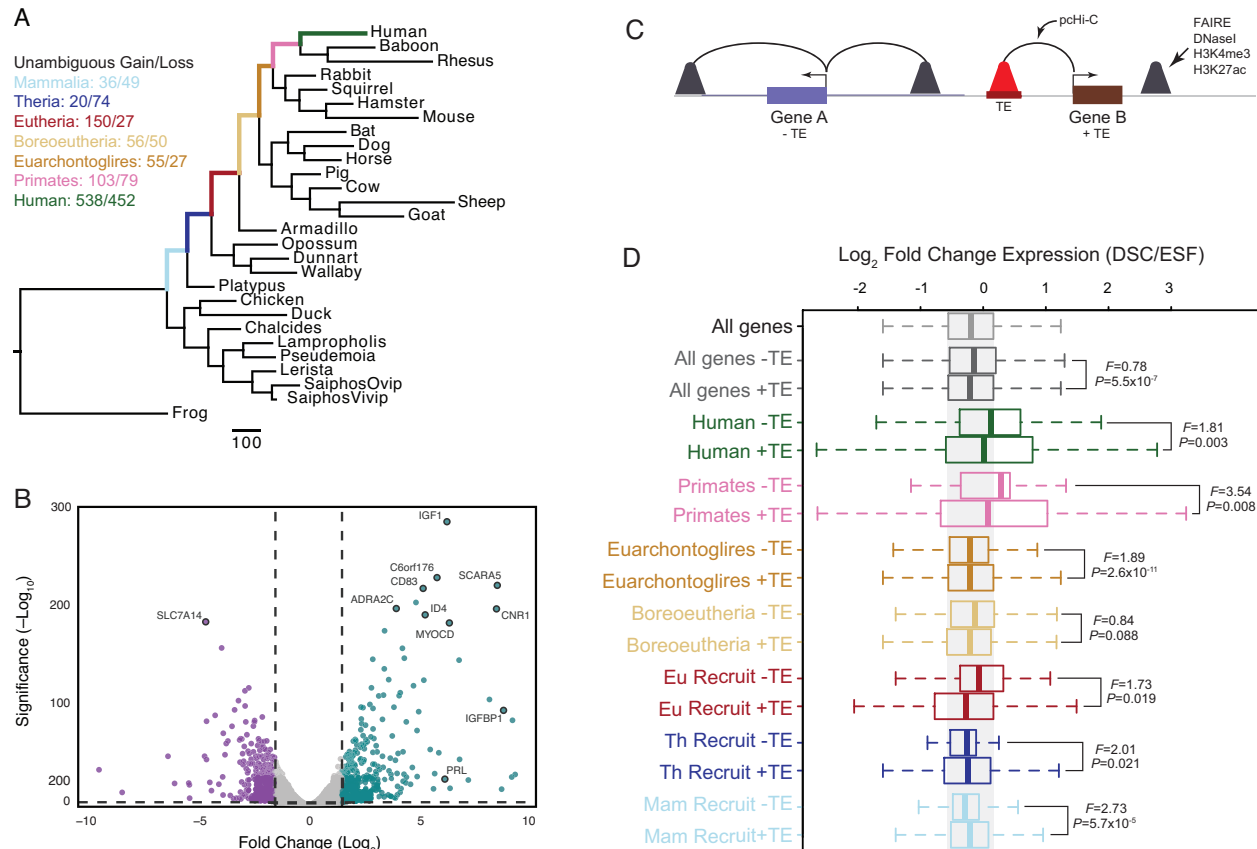 A
Unambiguous Gain/Loss
Mammalia: 36/49
Theria: 20/74
Eutheria: 150/27
Boreoeutheria: 56/50
Euarchontoglires: 55/27
Primates: 103/79
Human: 538/452
Human
Baboon
Rhesus
Rabbit
Squirrel
Hamster
Mouse
Bat
Dog
Horse
Pig
Cow
Sheep
Goat
Armadillo
Opossum
Dunnart
Wallaby
Platypus
Chicken
Duck
Chalcides
Lampropholis
Pseudemoia
Lerista
SaiphosOvip
SaiphosVivip
Frog
100
B
Significance (−Log10)
300
200
100
200
0
IGF1
C6orf176
CD83
SCARA5
ADRA2C
ID4
CNR1
SLC7A14
MYOCD
IGFBP1
PRL
−10
−5
0
5
10
Fold Change (Log2)
C
pcHi-C
FAIRE
DNaseI
H3K4me3
H3K27ac
TE
Gene A
- TE
Gene B
+ TE
D
Log2 Fold Change Expression (DSC/ESF)
-2
-1
0
1
2
3
All genes
All genes -TE
All genes +TE
F=0.78
P=5.5x10-7
Human -TE
Human +TE
F=1.81
P=0.003
Primates -TE
Primates +TE
F=3.54
P=0.008
Euarchontoglires -TE
Euarchontoglires +TE
F=1.89
P=2.6x10-11
Boreoeutheria -TE
Boreoeutheria +TE
F=0.84
P=0.088
Eu Recruit -TE
Eu Recruit +TE
F=1.73
P=0.019
Th Recruit -TE
Th Recruit +TE
F=2.01
P=0.021
Mam Recruit -TE
Mam Recruit+TE
F=2.73
P=5.7x10-5